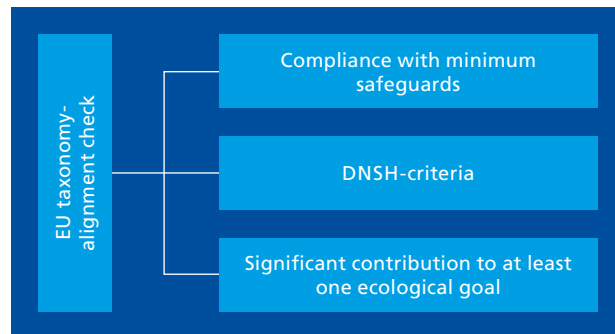 EU taxonomy-
alignment check
Compliance with minimum
safeguards
DNSH-criteria
Significant contribution to at least
one ecological goal